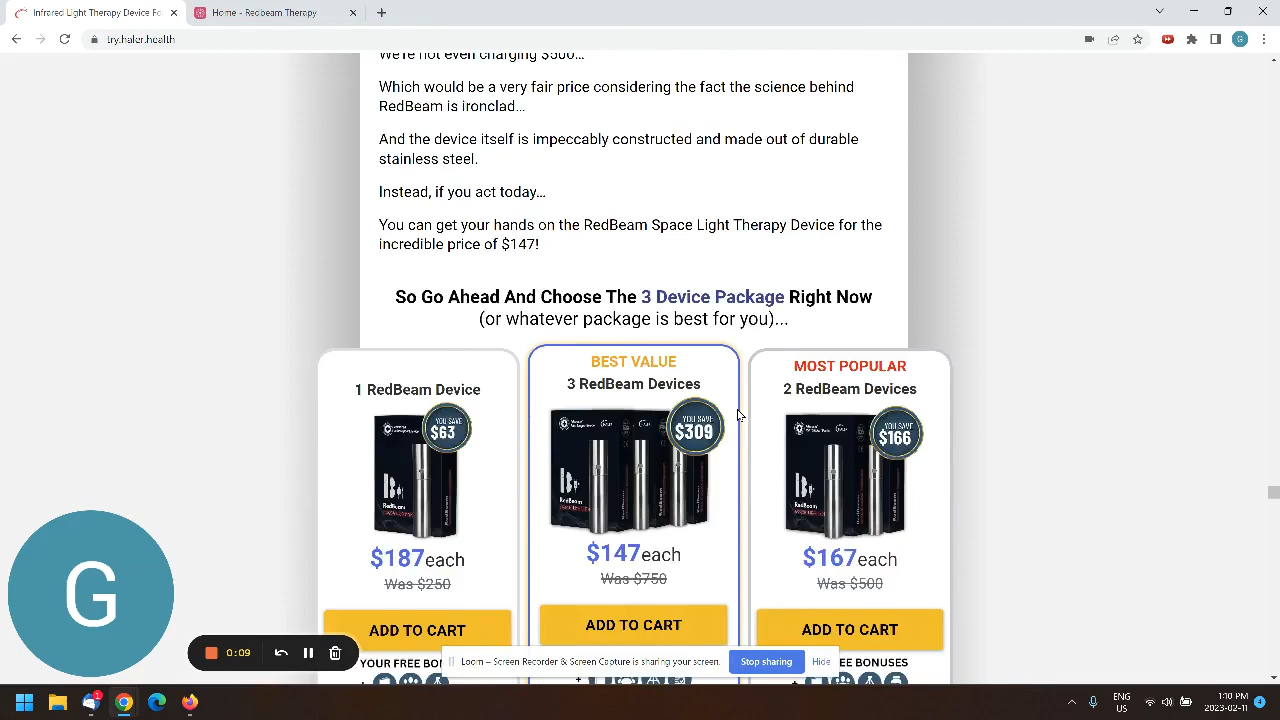 Infrared Light Therapy Device Fo
Home - Redbeam Therapy
try.haler.health
G
We're not even charging $500…
Which would be a very fair price considering the fact the science behind
RedBeam is ironclad…
And the device itself is impeccably constructed and made out of durable
stainless steel.
Instead, if you act today…
You can get your hands on the RedBeam Space Light Therapy Device for the
incredible price of $147!
So Go Ahead And Choose The 3 Device Package Right Now
(or whatever package is best for you)...
1 RedBeam Device
YOU SAVE
$63
RedBeam
$187each
Was $250
ADD TO CART
BEST VALUE
3 RedBeam Devices
YOU SAVE
$309
RedBeam
$147each
Was $750
ADD TO CART
MOST POPULAR
2 RedBeam Devices
YOU SAVE
$166
RedBeam
$167each
Was $500
ADD TO CART
YOUR FREE BON
EE BONUSES
G
0:09
Loom – Screen Recorder & Screen Capture is sharing your screen.
Stop sharing
Hide
1
ENG
US
1:10 PM
2023-02-11
4